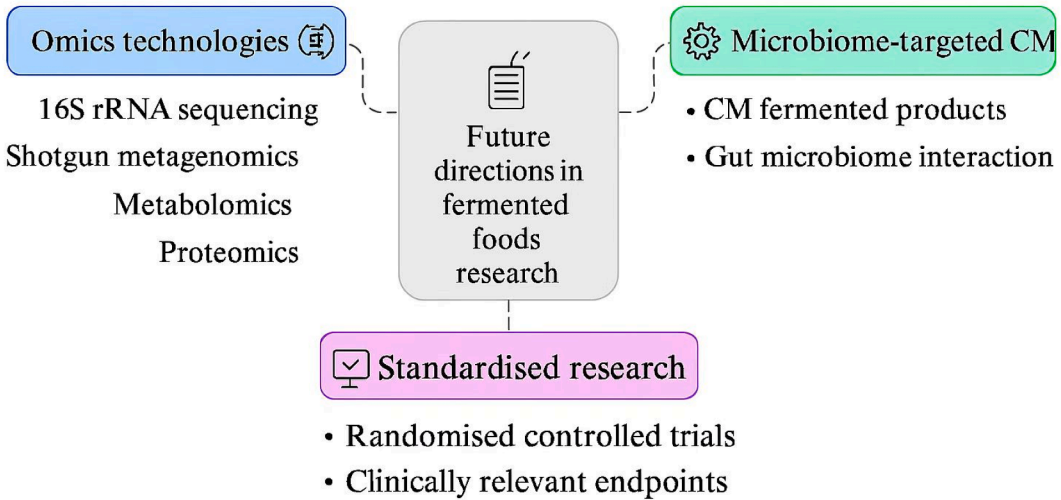 Omics technologies
16S rRNA sequencing
Shotgun metagenomics
Metabolomics
Proteomics
Future
directions in
fermented
foods
research
Microbiome-targeted CM
• CM fermented products
• Gut microbiome interaction
Standardised research
• Randomised controlled trials
• Clinically relevant endpoints